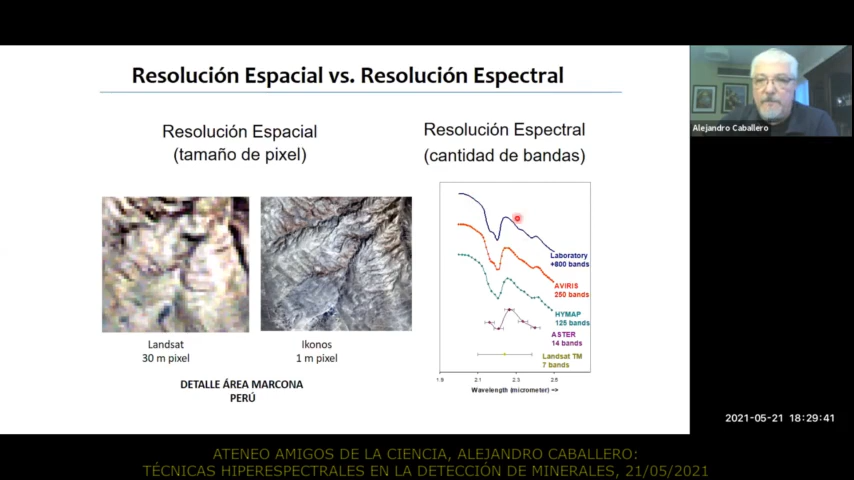 Resolución Espacial vs. Resolución Espectral
Resolución Espacial
(tamaño de pixel)
Resolución Espectral
(cantidad de bandas)
Landsat
30 m pixel
Ikonos
1 m pixel
DETALLE ÁREA MARCONA
PERÚ
Laboratory
+800 bands
AVIRIS
250 bands
HYMAP
125 bands
ASTER
14 bands
Landsat TM
7 bands
1.9 2.1 2.3 2.5
Wavelength (micrometer) ->
Alejandro Caballero
2021-05-21 18:29:41
ATENEO AMIGOS DE LA CIENCIA, ALEJANDRO CABALLERO:
TÉCNICAS HIPERESPECTRALES EN LA DETECCIÓN DE MINERALES, 21/05/2021